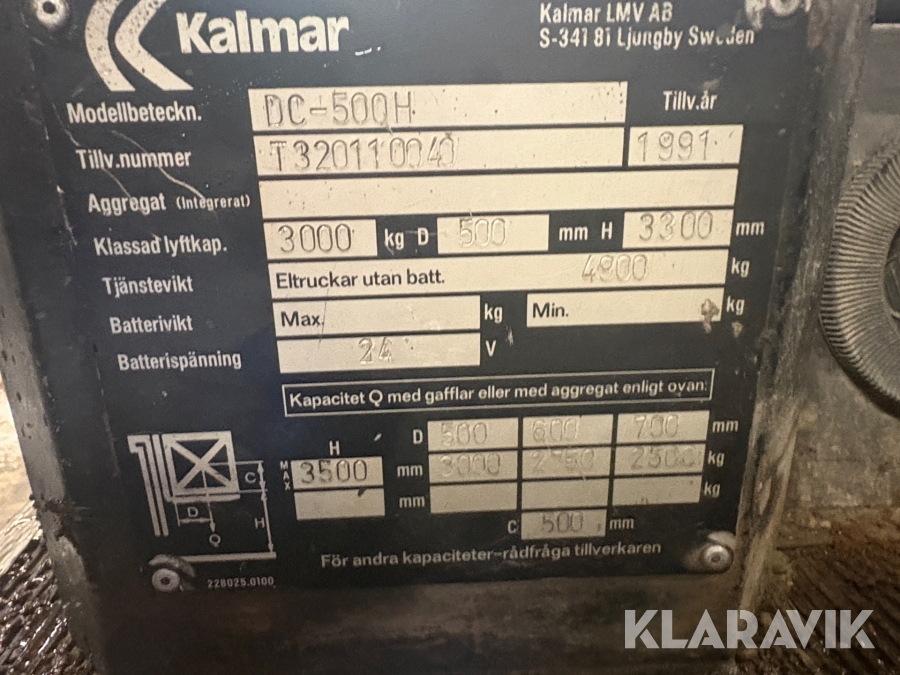 Kalmar
Kalmar LMV AB
S-341 81 Ljungby Sweden
Modellbeteckn. DC-500H Tillv.år
Tillv.nummer 1991
Aggregat (Integrerat)
Klassad lyftkap. 3000 kg D 500 mm H 3300 mm
Tjänstevikt Eltruckar utan batt. 4800 kg
Batterivikt Max. kg Min. kg
Batterispänning 24 V
Kapacitet Q med gafflar eller med aggregat enligt ovan:
H D 500 600 700 mm
MAX 3500 mm 3000 2500 kg
mm kg
C 500 mm
C
D
H
Q
För andra kapaciteter-rådfråga tillverkaren
228025.0100
KLARAVIK